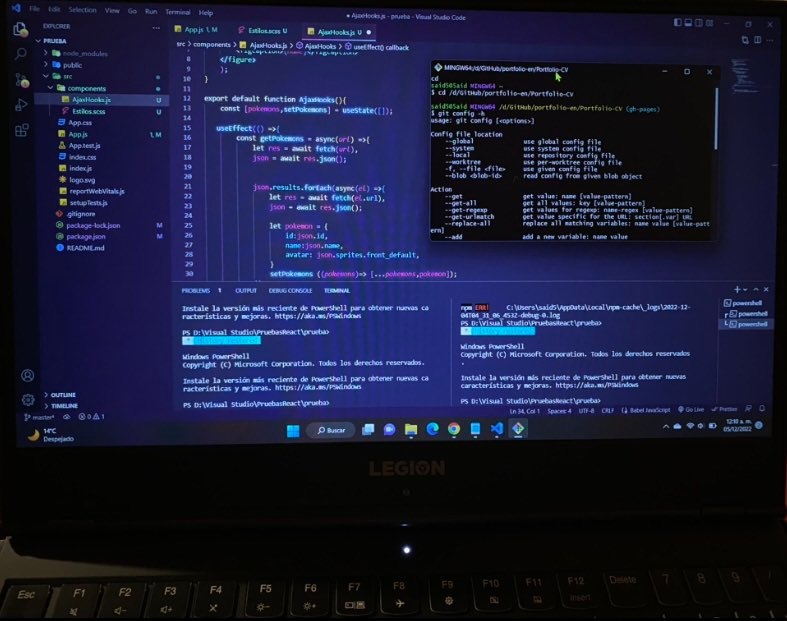 File Edit Selection View Go Run Terminal Help
AjaxHooks.js - prueba - Visual Studio Code
EXPLORER
PRUEBA
node_modules
public
src
components
AjaxHooks.js U
Estilos.scss U
App.css
App.js 1, M
App.test.js
index.css
index.js
logo.svg
reportWebVitals.js
setupTests.js
.gitignore
package-lock.json M
package.json M
README.md
OUTLINE
TIMELINE
App.js 1, M
Estilos.scss U
AjaxHooks.js U
src > components > AjaxHooks.js > AjaxHooks > useEffect() callback
8 </figure>
9 );
10 }
11
12 export default function AjaxHooks(){
13 const [pokemons,setPokemons] = useState([]);
14
15 useEffect(() =>{
16 const getPokemons = async(url) =>{
17 let res = await fetch(url),
18 json = await res.json();
19
20
21 json.results.forEach(async(el) =>{
22 let res = await fetch(el.url),
23 json = await res.json();
24
25 let pokemon = {
26 id:json.id,
27 name:json.name,
28 avatar: json.sprites.front_default,
29 }
30 setPokemons ((pokemons)=> [...pokemons,pokemon]);
MINGW64:/d/GitHub/portfolio-en/Portfolio-CV
cd
said505aid MINGW64 ~
$ cd /d/GitHub/portfolio-en/Portfolio-CV
said505aid MINGW64 /d/GitHub/portfolio-en/Portfolio-CV (gh-pages)
$ git config -h
usage: git config [<options>]
Config file location
--global use global config file
--system use system config file
--local use repository config file
--worktree use per-worktree config file
-f, --file <file> use given config file
--blob <blob-id> read config from given blob object
Action
--get get value: name [value-pattern]
--get-all get all values: key [value-pattern]
--get-regexp get values for regexp: name-regex [value-pattern]
--get-urlmatch get value specific for the URL: section[.var] URL
--replace-all replace all matching variables: name value [value-patt
ern]
--add add a new variable: name value
PROBLEMS 1 OUTPUT DEBUG CONSOLE TERMINAL
Instale la versión más reciente de PowerShell para obtener nuevas ca
racterísticas y mejoras. https://aka.ms/PSWindows
PS D:\Visual Studio\PruebasReact\prueba>
Windows PowerShell
Copyright (C) Microsoft Corporation. Todos los derechos reservados.
Instale la versión más reciente de PowerShell para obtener nuevas ca
racterísticas y mejoras. https://aka.ms/PSWindows
PS D:\Visual Studio\PruebasReact\prueba>
npm ERR! C:\Users\said5\AppData\Local\npm-cache\_logs\2022-12-
04T04_31_06_453Z-debug-0.log
PS D:\Visual Studio\PruebasReact\prueba>
Windows PowerShell
Copyright (C) Microsoft Corporation. Todos los derechos reservados
Instale la versión más reciente de PowerShell para obtener nuevas
características y mejoras. https://aka.ms/PSWindows
PS D:\Visual Studio\PruebasReact\prueba>
powershell
powershell
powershell
master* 0 1
Ln 34, Col 1 Spaces: 4 UTF-8 CRLF Babel JavaScript Go Live Prettier
14°C
Despejado
Buscar
12:10 a. m.
05/12/2022
LEGION
Esc F1 F2 F3 F4 F5 F6 F7 F8 F9 F10 F11 F12 Delete 7 8 9
Insert